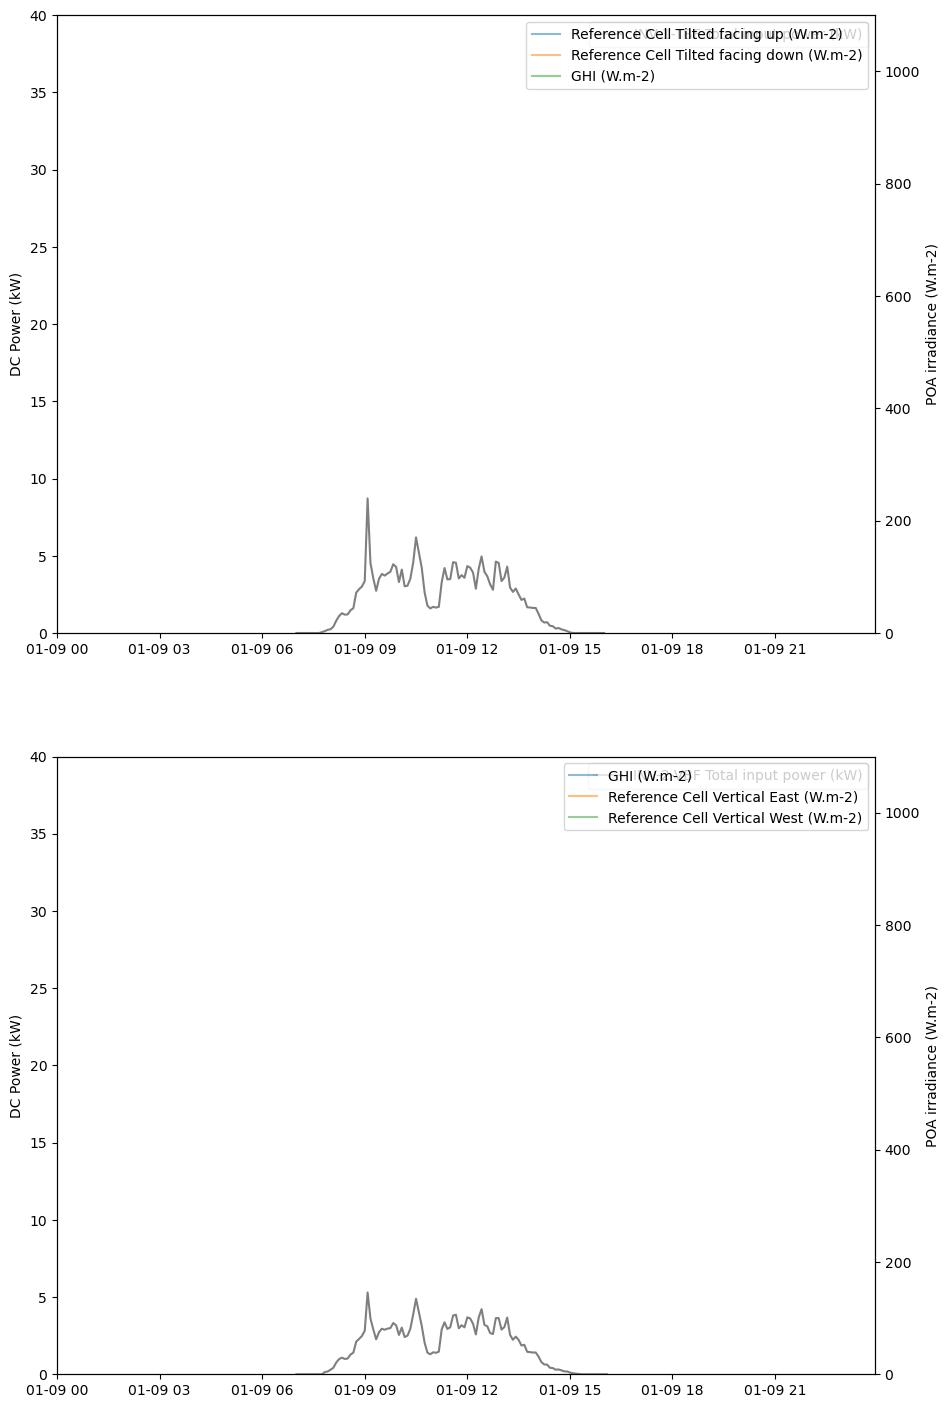 40
35
30
25
20
15
10
5
0
DC Power (kW)
Reference Cell Tilted facing up (W.m-2)
Reference Cell Tilted facing down (W.m-2)
GHI (W.m-2)
1000
800
600
400
200
0
POA irradiance (W.m-2)
01-09 00 01-09 03 01-09 06 01-09 09 01-09 12 01-09 15 01-09 18 01-09 21
40
35
30
25
20
15
10
5
0
DC Power (kW)
GHI (W.m-2) Total input power (kW)
Reference Cell Vertical East (W.m-2)
Reference Cell Vertical West (W.m-2)
1000
800
600
400
200
0
POA irradiance (W.m-2)
01-09 00 01-09 03 01-09 06 01-09 09 01-09 12 01-09 15 01-09 18 01-09 21